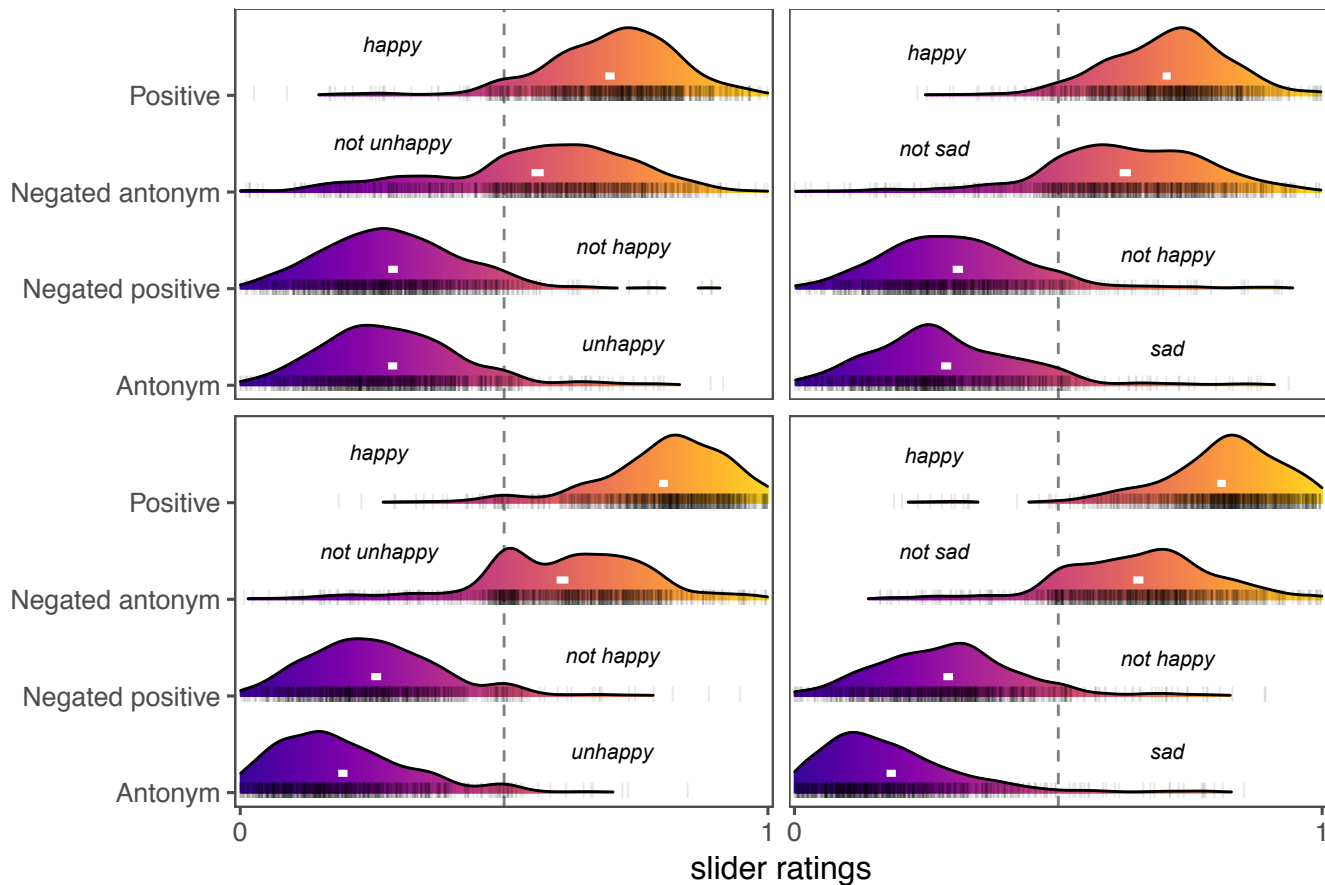 happy
happy
Positive
not unhappy
not sad
Negated antonym
not happy
not happy
Negated positive
unhappy
sad
Antonym
happy
happy
Positive
not unhappy
not sad
Negated antonym
not happy
not happy
Negated positive
unhappy
sad
Antonym
0
1
0
1
slider ratings